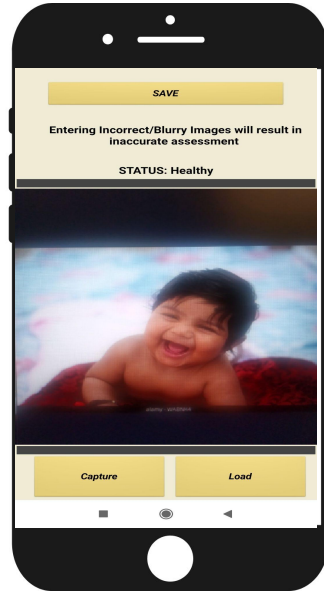 SAVE
Entering Incorrect/Blurry Images will result in
inaccurate assessment
STATUS: Healthy
Capture
Load